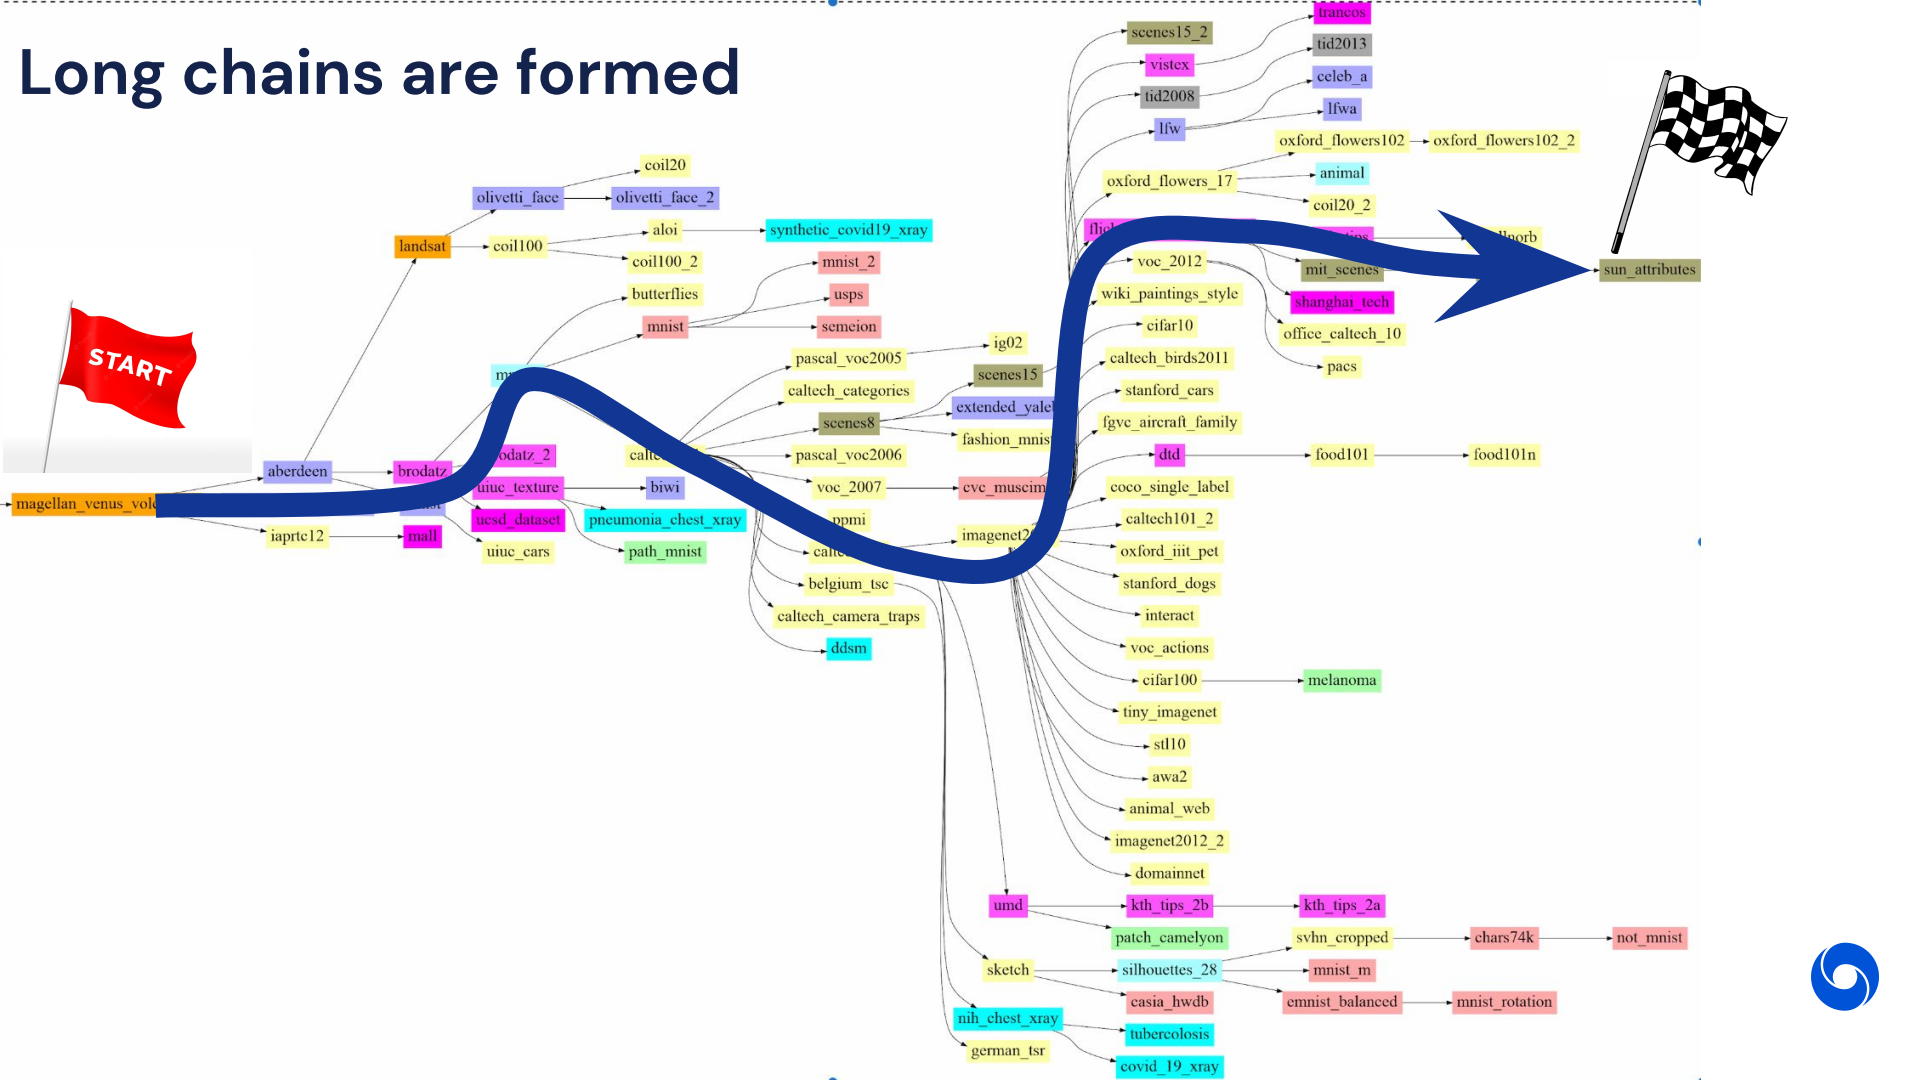 Long chains are formed
START
magellan_venus_volc
aberdeen
iaprtc12
landsat
brodatz
mall
olivetti_face
coil100
uiuc_texture
ucsd_dataset
uiuc_cars
coil20
olivetti_face_2
aloi
coil100_2
butterflies
mnist
biwi
pneumonia_chest_xray
path_mnist
synthetic_covid19_xray
mnist_2
usps
semeion
pascal_voc2005
caltech_categories
scenes8
pascal_voc2006
voc_2007
ppmi
belgium_tsc
caltech_camera_traps
ddsm
ig02
scenes15
extended_yale
fashion_mnis
cvc_muscim
imagenet2
umd
sketch
nih_chest_xray
german_tsr
scenes15_2
vistex
tid2008
lfw
oxford_flowers_17
voc_2012
wiki_paintings_style
cifar10
caltech_birds2011
stanford_cars
fgvc_aircraft_family
dtd
coco_single_label
caltech101_2
oxford_iiit_pet
stanford_dogs
interact
voc_actions
cifar100
tiny_imagenet
stl10
awa2
animal_web
imagenet2012_2
domainnet
kth_tips_2b
patch_camelyon
silhouettes_28
casia_hwdb
tubercolosis
covid_19_xray
trancos
tid2013
celeb_a
lfwa
oxford_flowers102
animal
coil20_2
mit_scenes
shanghai_tech
office_caltech_10
pacs
food101
melanoma
kth_tips_2a
svhn_cropped
mnist_m
emnist_balanced
oxford_flowers102_2
food101n
chars74k
mnist_rotation
sun_attributes
not_mnist